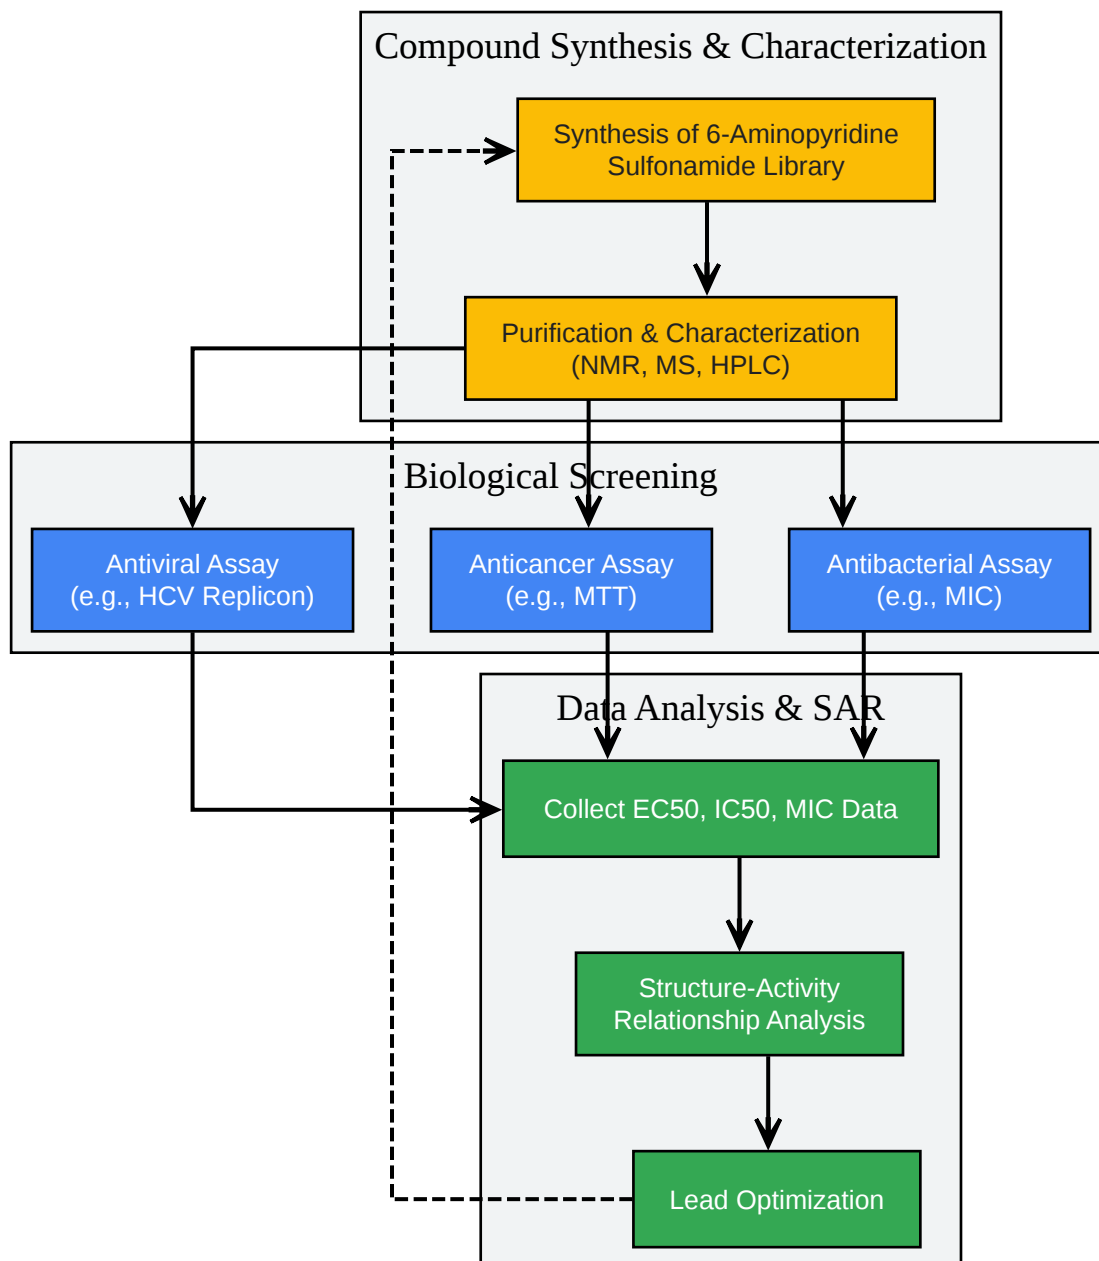 Compound Synthesis & Characterization
Synthesis of 6-Aminopyridine
Sulfonamide Library
Purification & Characterization
(NMR, MS, HPLC)
Biological Screening
Antiviral Assay
(e.g., HCV Replicon)
Anticancer Assay
(e.g., MTT)
Antibacterial Assay
(e.g., MIC)
Data Analysis & SAR
Collect EC50, IC50, MIC Data
Structure-Activity
Relationship Analysis
Lead Optimization